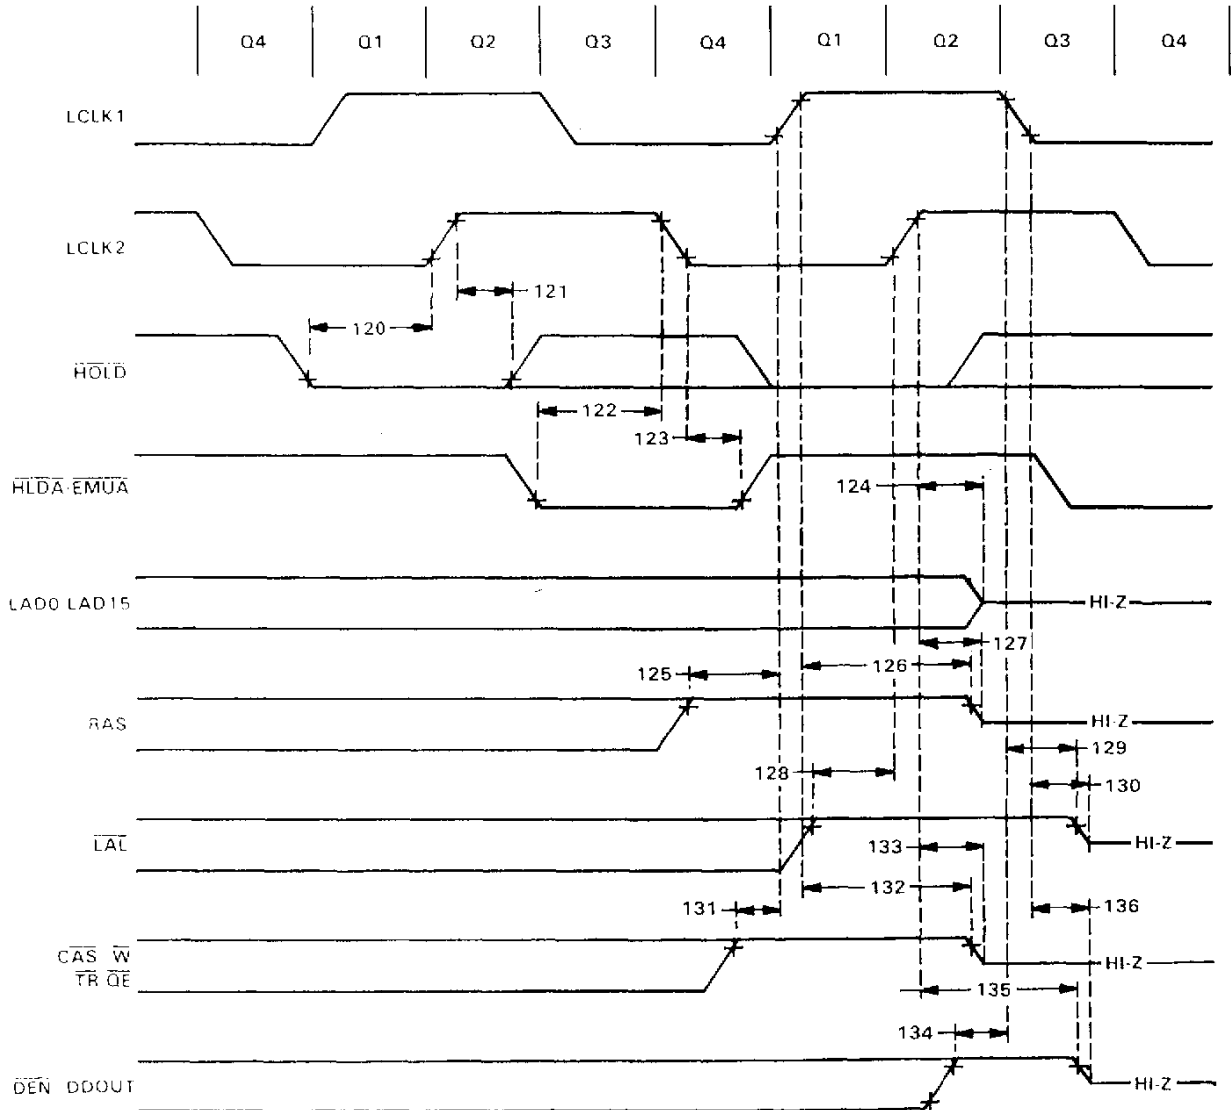 Q4 Q1 Q2 Q3 Q4 Q1 Q2 Q3 Q4
LCLK1
LCLK2
121
120
HOLD
122
123
HLDA·EMUA
124
LAD0 LAD15
HI-Z
127
126
125
RAS
HI-Z
129
128
130
LAL
HI-Z
133
132
131
136
CAS W
TR QE
HI-Z
135
134
DEN DDOUT
HI-Z